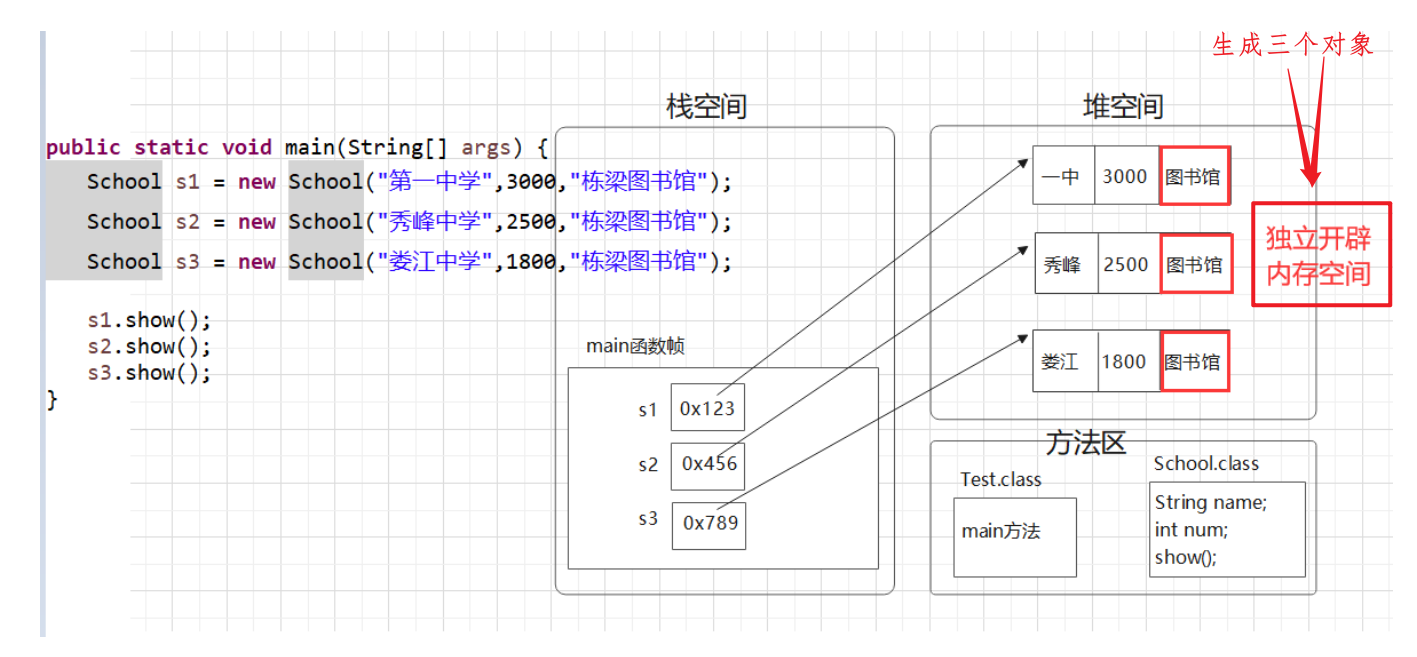 生成三个对象
栈空间
堆空间
public static void main(String[] args) {
School s1 = new School("第一中学",3000,"栋梁图书馆");
School s2 = new School("秀峰中学",2500,"栋梁图书馆");
School s3 = new School("娄江中学",1800,"栋梁图书馆");
s1.show();
s2.show();
s3.show();
}
一中 3000 图书馆
秀峰 2500 图书馆
娄江 1800 图书馆
独立开辟
内存空间
main函数帧
s1 0x123
s2 0x456
s3 0x789
方法区
Test.class
main方法
School.class
String name;
int num;
show();